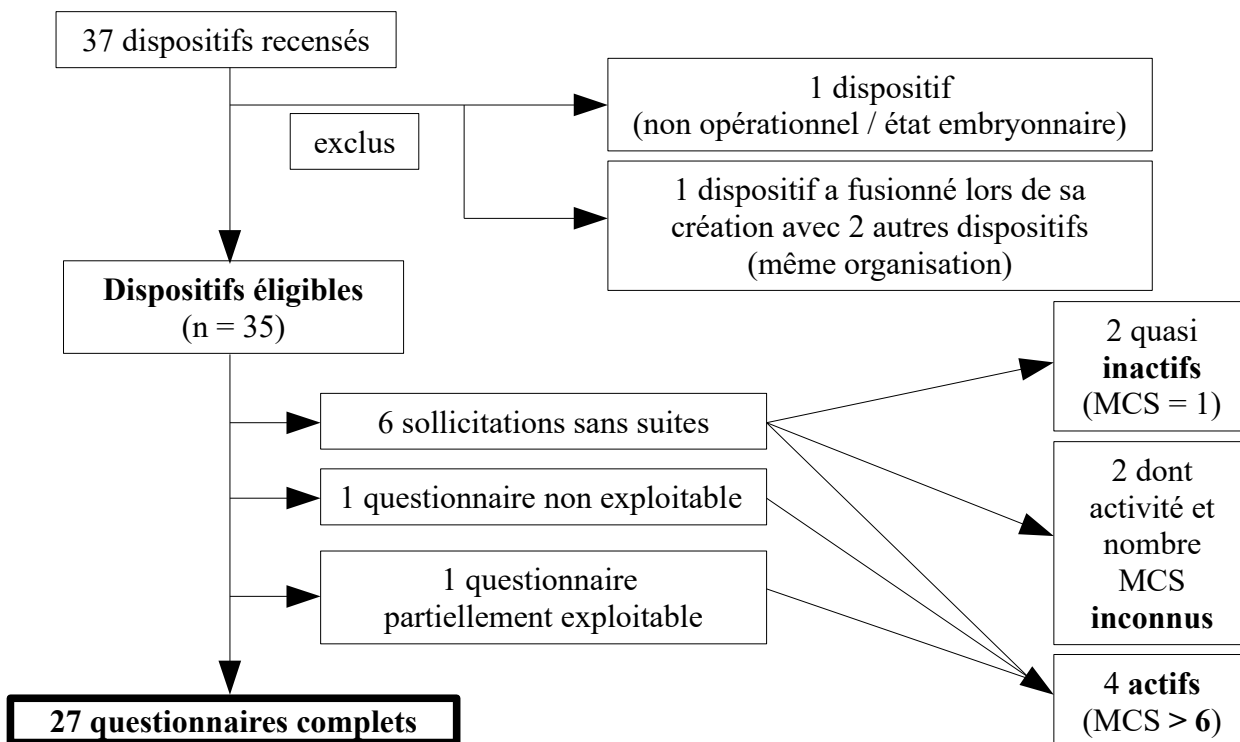 37 dispositifs recensés
1 dispositif
(non opérationnel / état embryonnaire)
exclus
1 dispositif a fusionné lors de sa
création avec 2 autres dispositifs
(même organisation)
Dispositifs éligibles
(n = 35)
6 sollicitations sans suites
1 questionnaire non exploitable
1 questionnaire
partiellement exploitable
2 quasi
inactifs
(MCS = 1)
2 dont
activité et
nombre
MCS
inconnus
4 actifs
(MCS > 6)
27 questionnaires complets